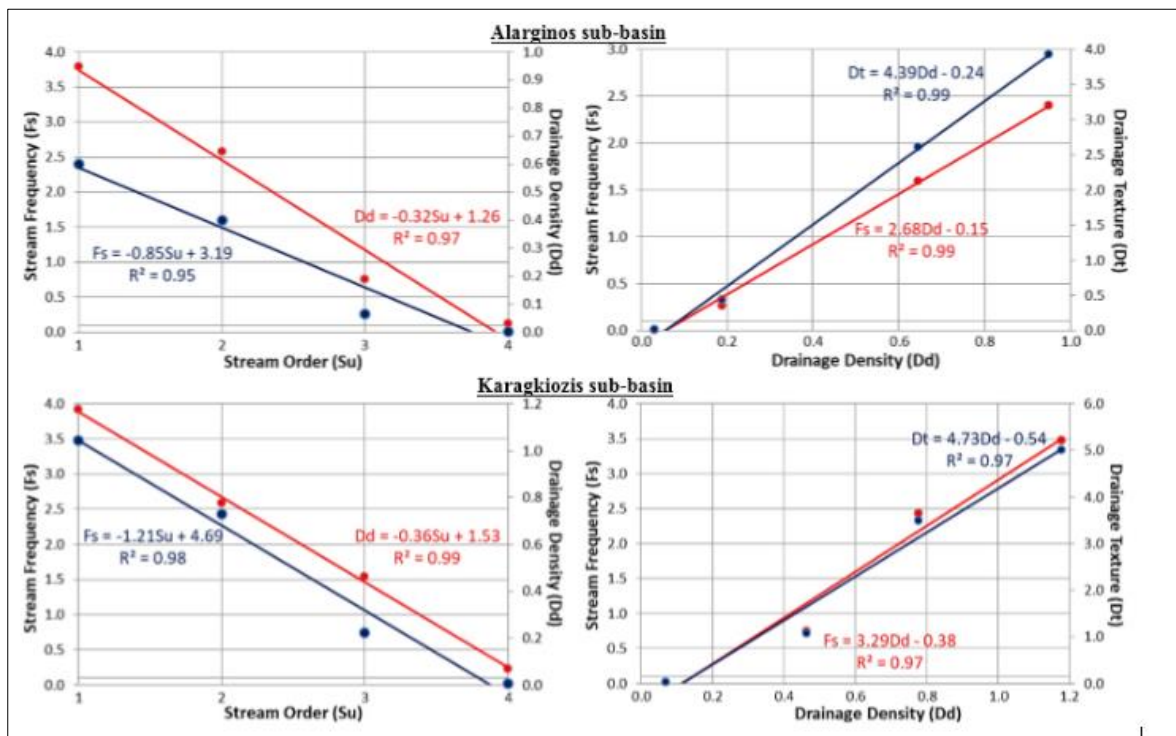 Alarginos sub-basin
Stream Frequency (Fs)
4.0
3.5
3.0
2.5
2.0
1.5
1.0
0.5
0.0
Fs = -0.85Su + 3.19
R² = 0.95
Dd = -0.32Su + 1.26
R² = 0.97
1 2 3 4
Stream Order (Su)
1.0
0.9
0.8
0.7
0.6
0.5
0.4
0.3
0.2
0.1
0.0
Drainage Density (Dd)
Stream Frequency (Fs)
3.0
2.5
2.0
1.5
1.0
0.5
0.0
Dt = 4.39Dd - 0.24
R² = 0.99
Fs = 2.68Dd - 0.15
R² = 0.99
0.0 0.2 0.4 0.6 0.8 1.0
Drainage Density (Dd)
4.0
3.5
3.0
2.5
2.0
1.5
1.0
0.5
0.0
Drainage Texture (Dt)
Karagkiozis sub-basin
Stream Frequency (Fs)
4.0
3.5
3.0
2.5
2.0
1.5
1.0
0.5
0.0
Fs = -1.21Su + 4.69
R² = 0.98
Dd = -0.36Su + 1.53
R² = 0.99
1 2 3 4
Stream Order (Su)
1.2
1.0
0.8
0.6
0.4
0.2
0.0
Drainage Density (Dd)
Stream Frequency (Fs)
4.0
3.5
3.0
2.5
2.0
1.5
1.0
0.5
0.0
Dt = 4.73Dd - 0.54
R² = 0.97
Fs = 3.29Dd - 0.38
R² = 0.97
0.0 0.2 0.4 0.6 0.8 1.0 1.2
Drainage Density (Dd)
6.0
5.0
4.0
3.0
2.0
1.0
0.0
Drainage Texture (Dt)